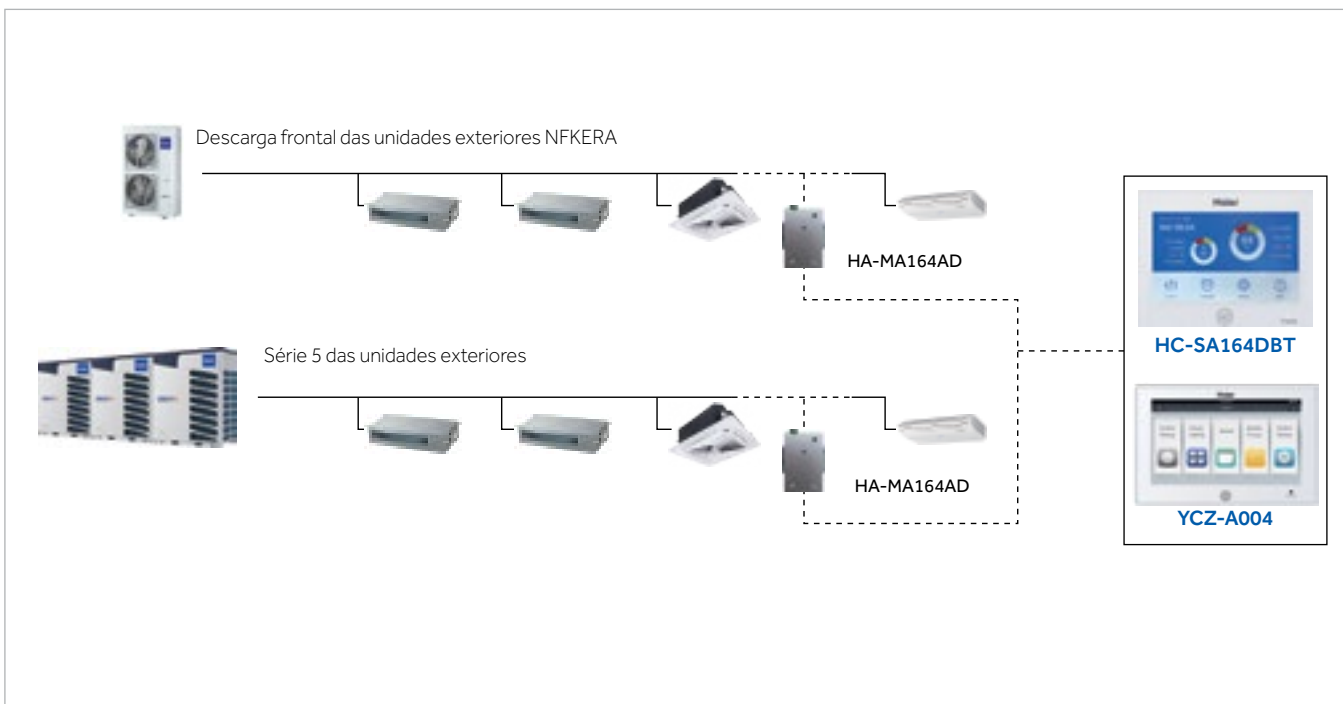 Descarga frontal das unidades exteriores NFKERA
HA-MA164AD
Haier
HC-SA164DBT
Série 5 das unidades exteriores
HA-MA164AD
YCZ-A004